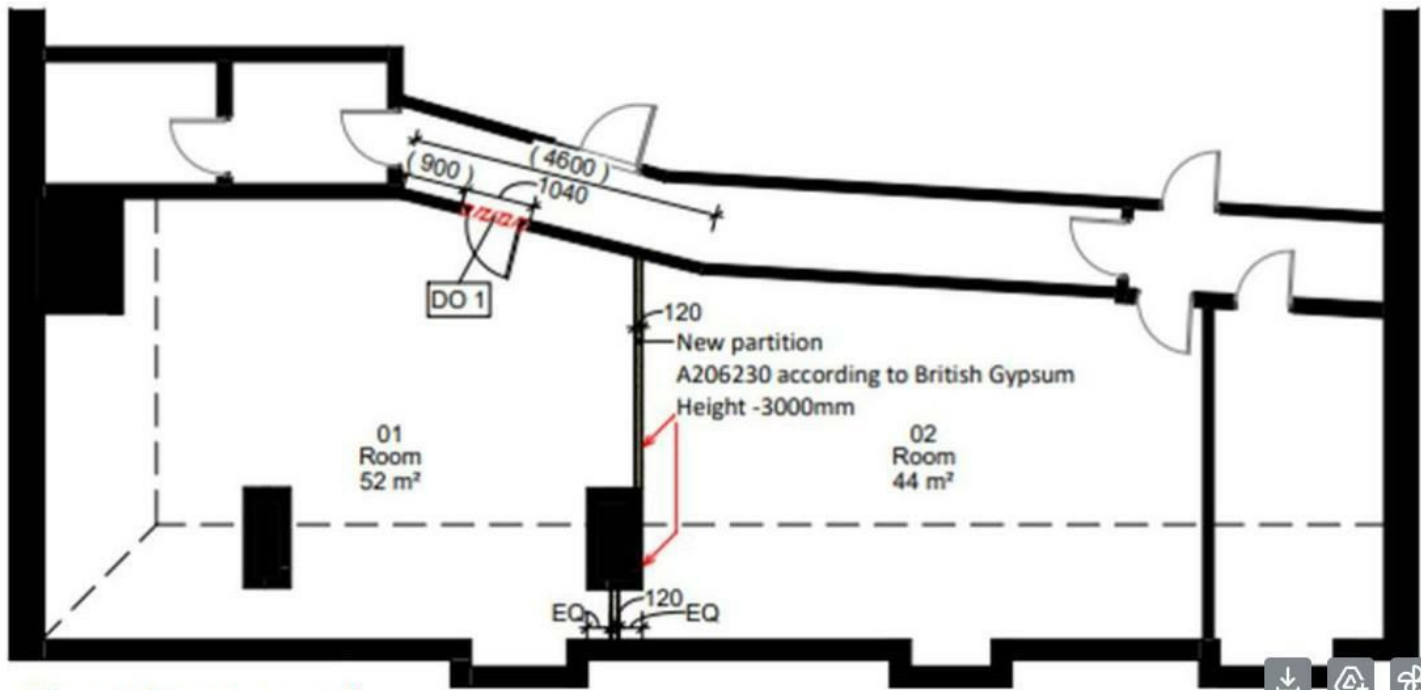 ( 4600 )
( 900 )
1040
DO 1
120
New partition
A206230 according to British Gypsum
Height -3000mm
01
Room
52 m²
02
Room
44 m²
EQ
120
EQ